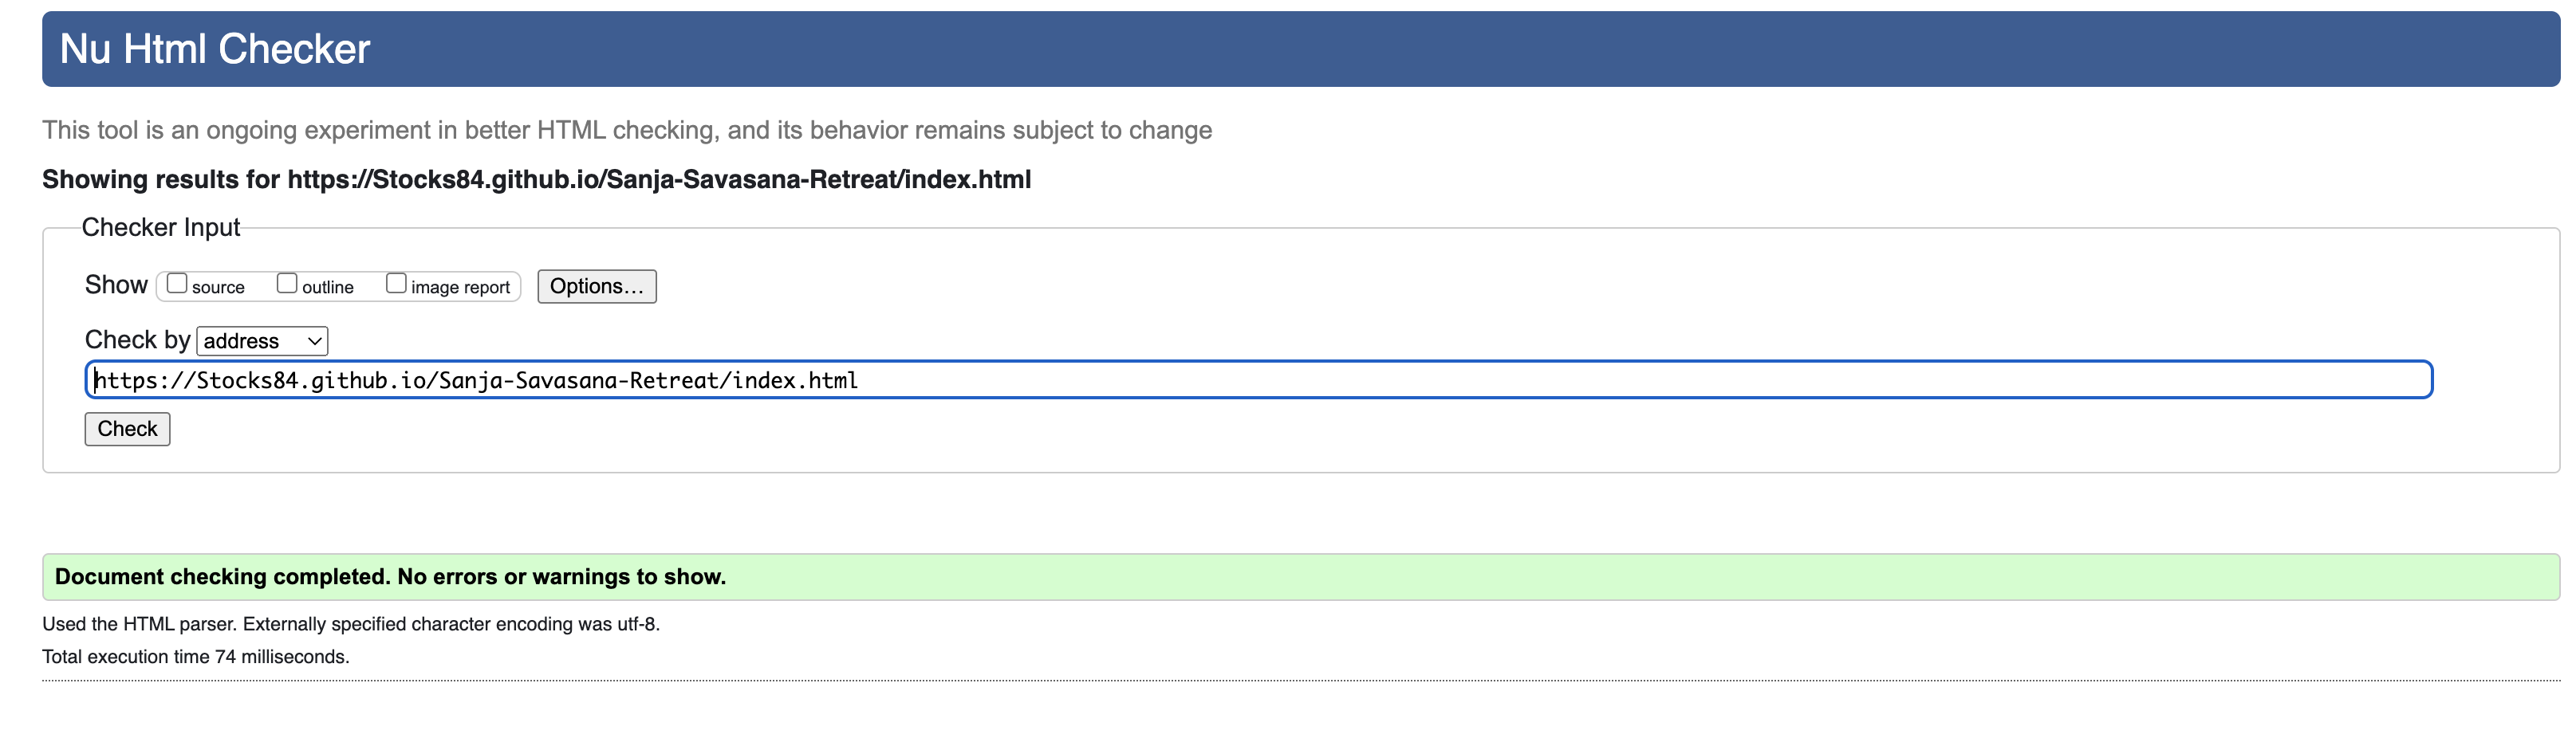 Nu Html Checker
This tool is an ongoing experiment in better HTML checking, and its behavior remains subject to change
Showing results for https://Stocks84.github.io/Sanja-Savasana-Retreat/index.html
Checker Input
Show source outline image report Options...
Check by address
https://Stocks84.github.io/Sanja-Savasana-Retreat/index.html
Check
Document checking completed. No errors or warnings to show.
Used the HTML parser. Externally specified character encoding was utf-8.
Total execution time 74 milliseconds.